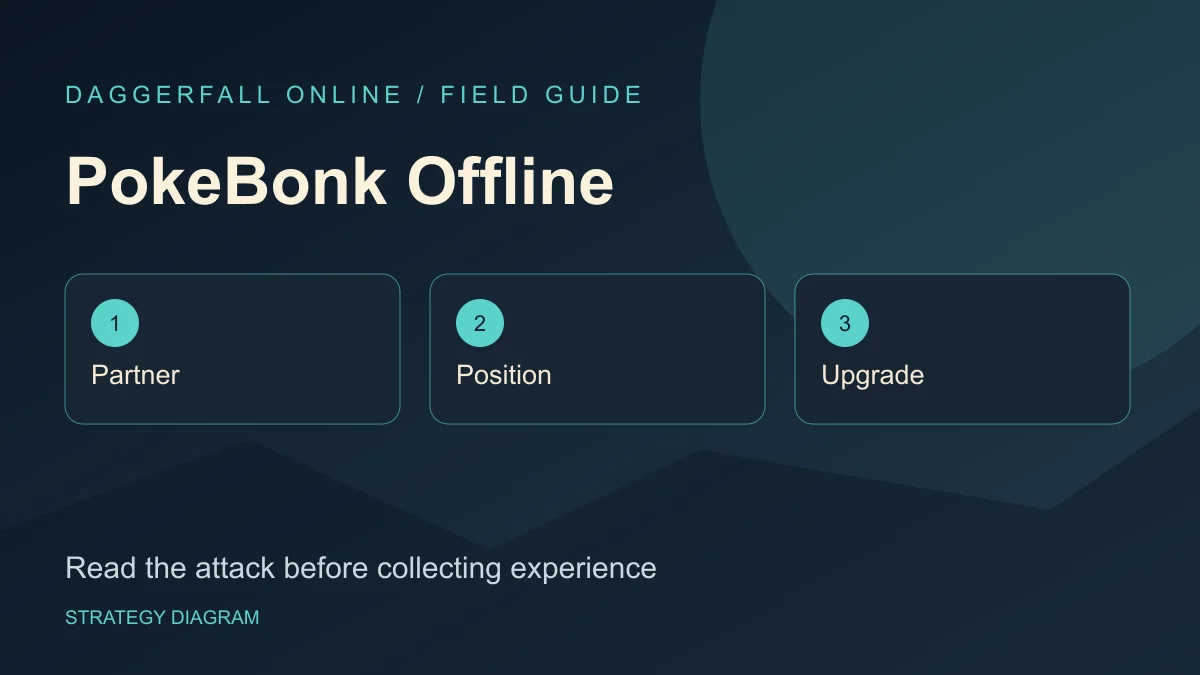 DAGGERFALL ONLINE / FIELD GUIDE
PokeBonk Offline
1
Partner
2
Position
3
Upgrade
Read the attack before collecting experience
STRATEGY DIAGRAM